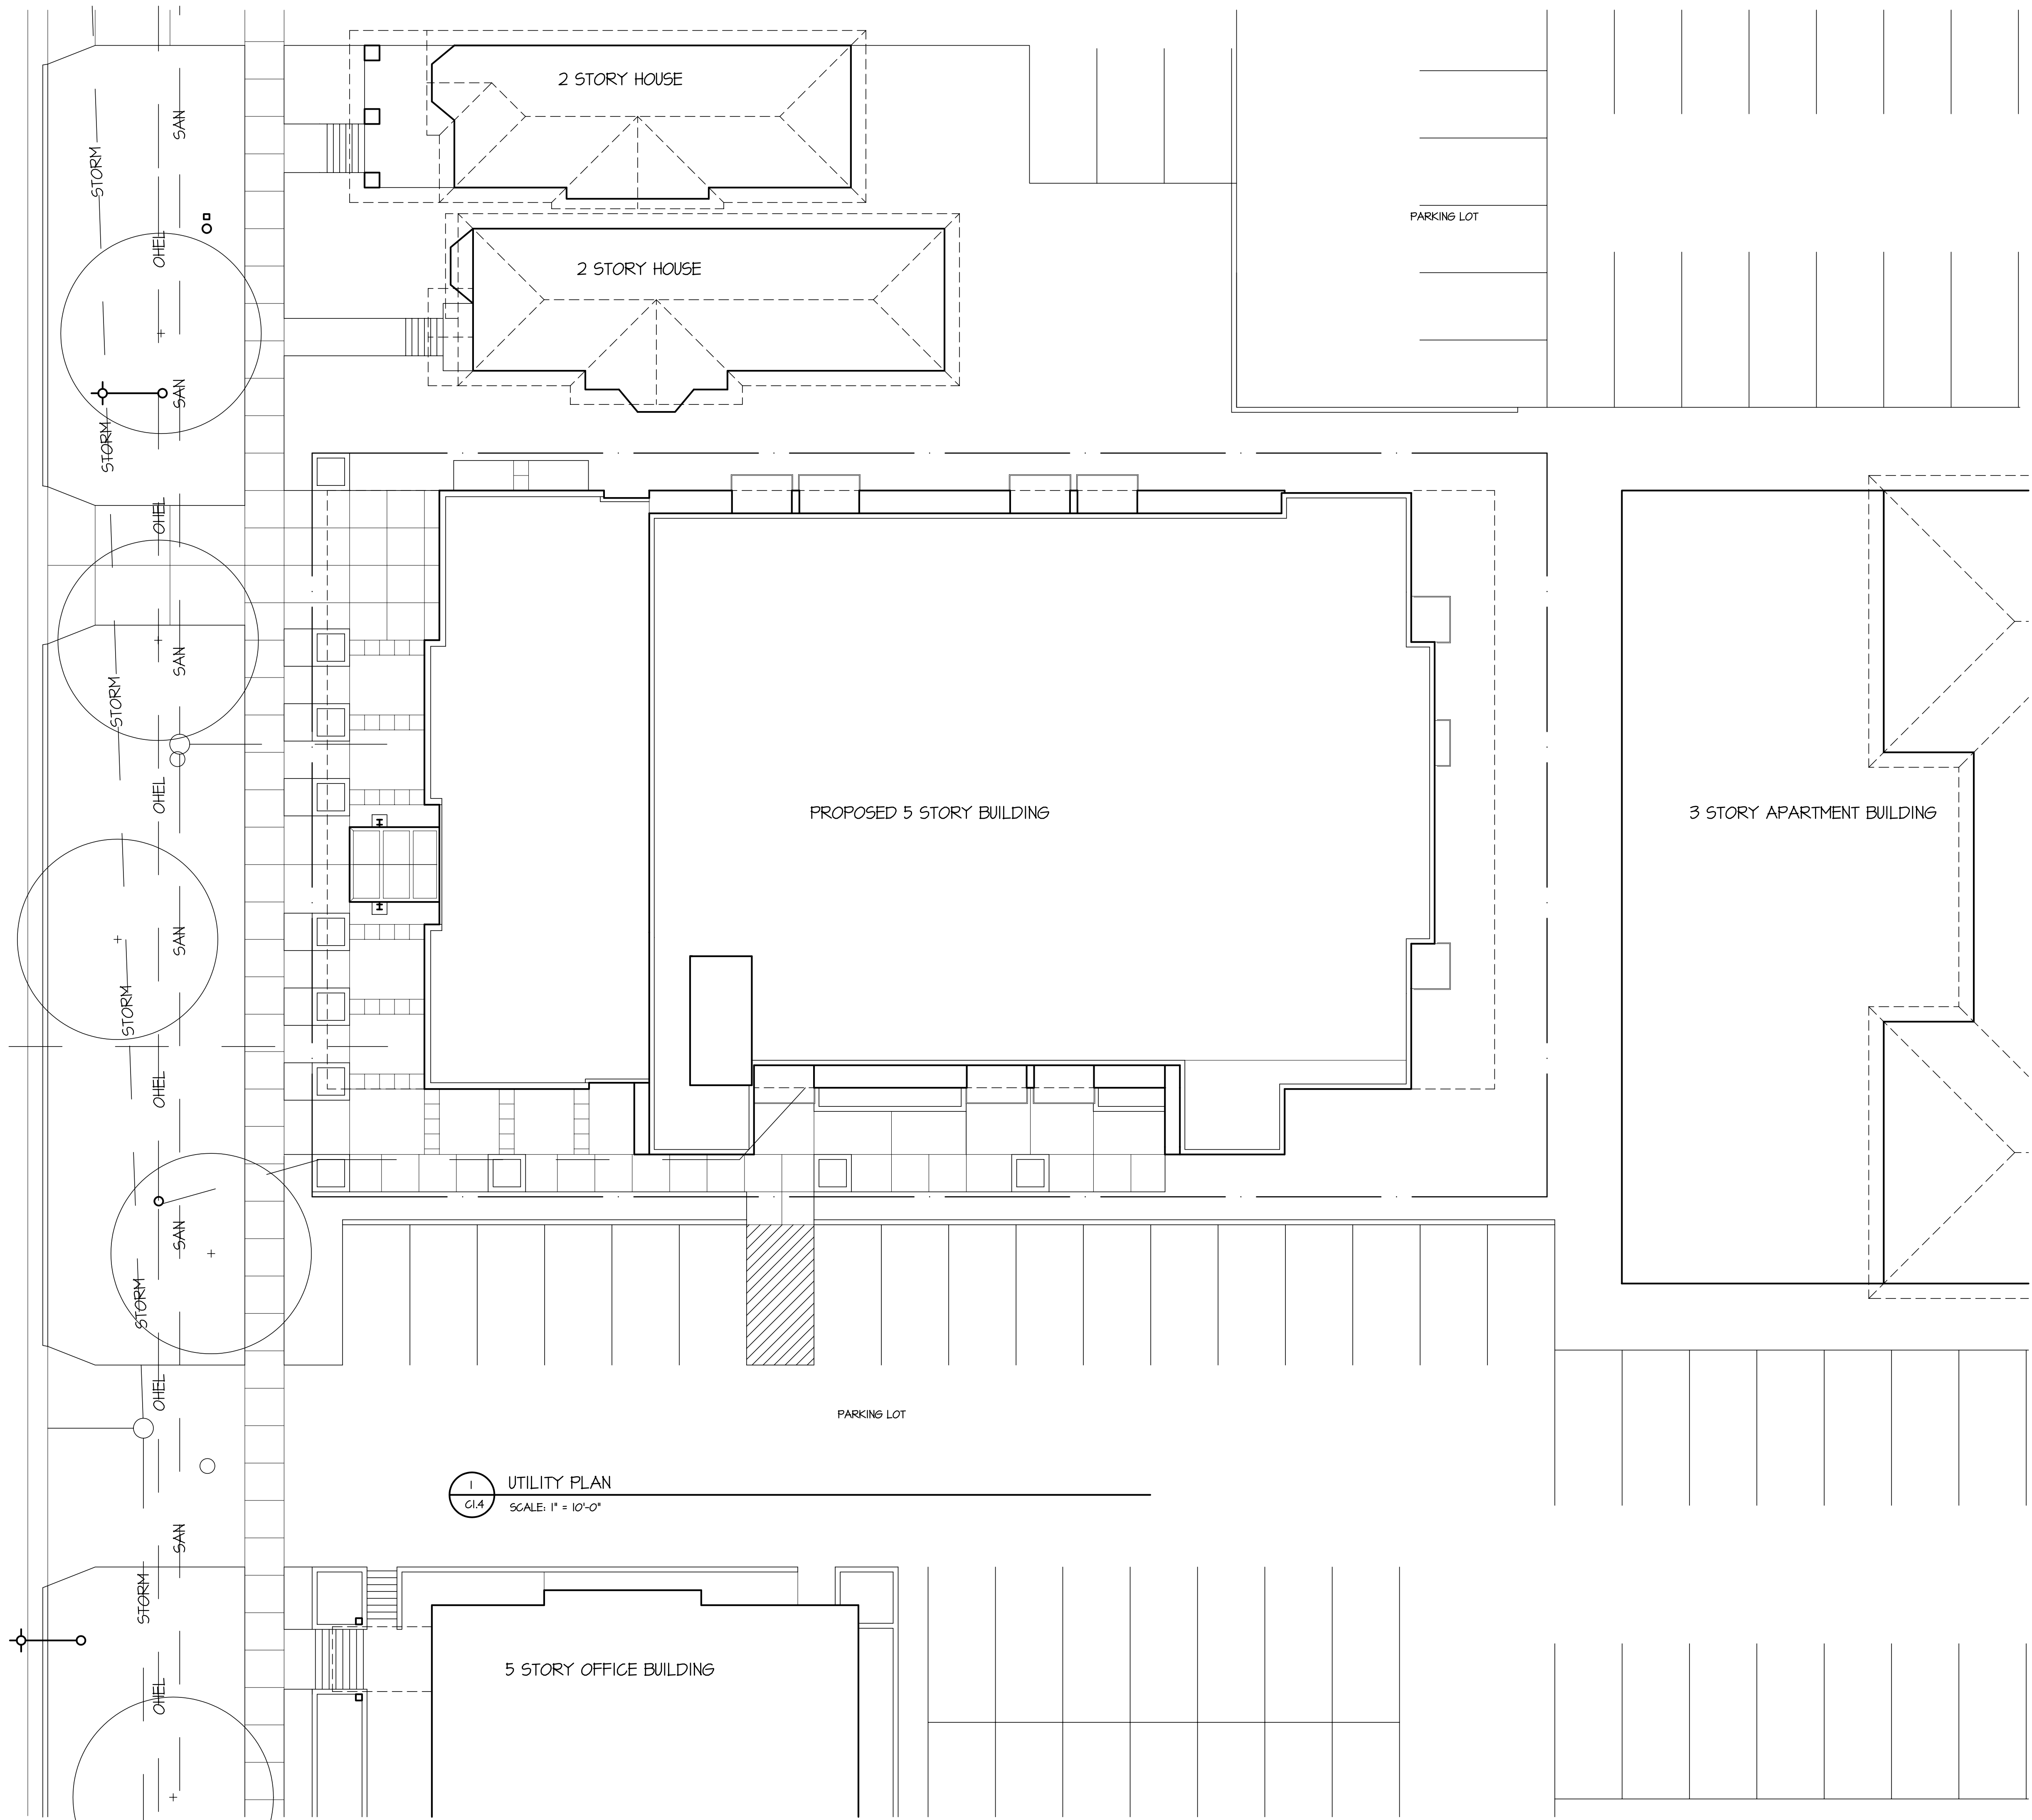 2 STORY HOUSE
SAN
STORM
PARKING LOT
OHEL
2 STORY HOUSE
SAN
STORM
OHEL
SAN
STORM
OHEL
PROPOSED 5 STORY BUILDING
3 STORY APARTMENT BUILDING
H
H
SAN
STORM
OHEL
SAN
STORM
OHEL
PARKING LOT
1
UTILITY PLAN
C1.4
SCALE: 1" = 10'-0"
SAN
STORM
5 STORY OFFICE BUILDING
OHEL